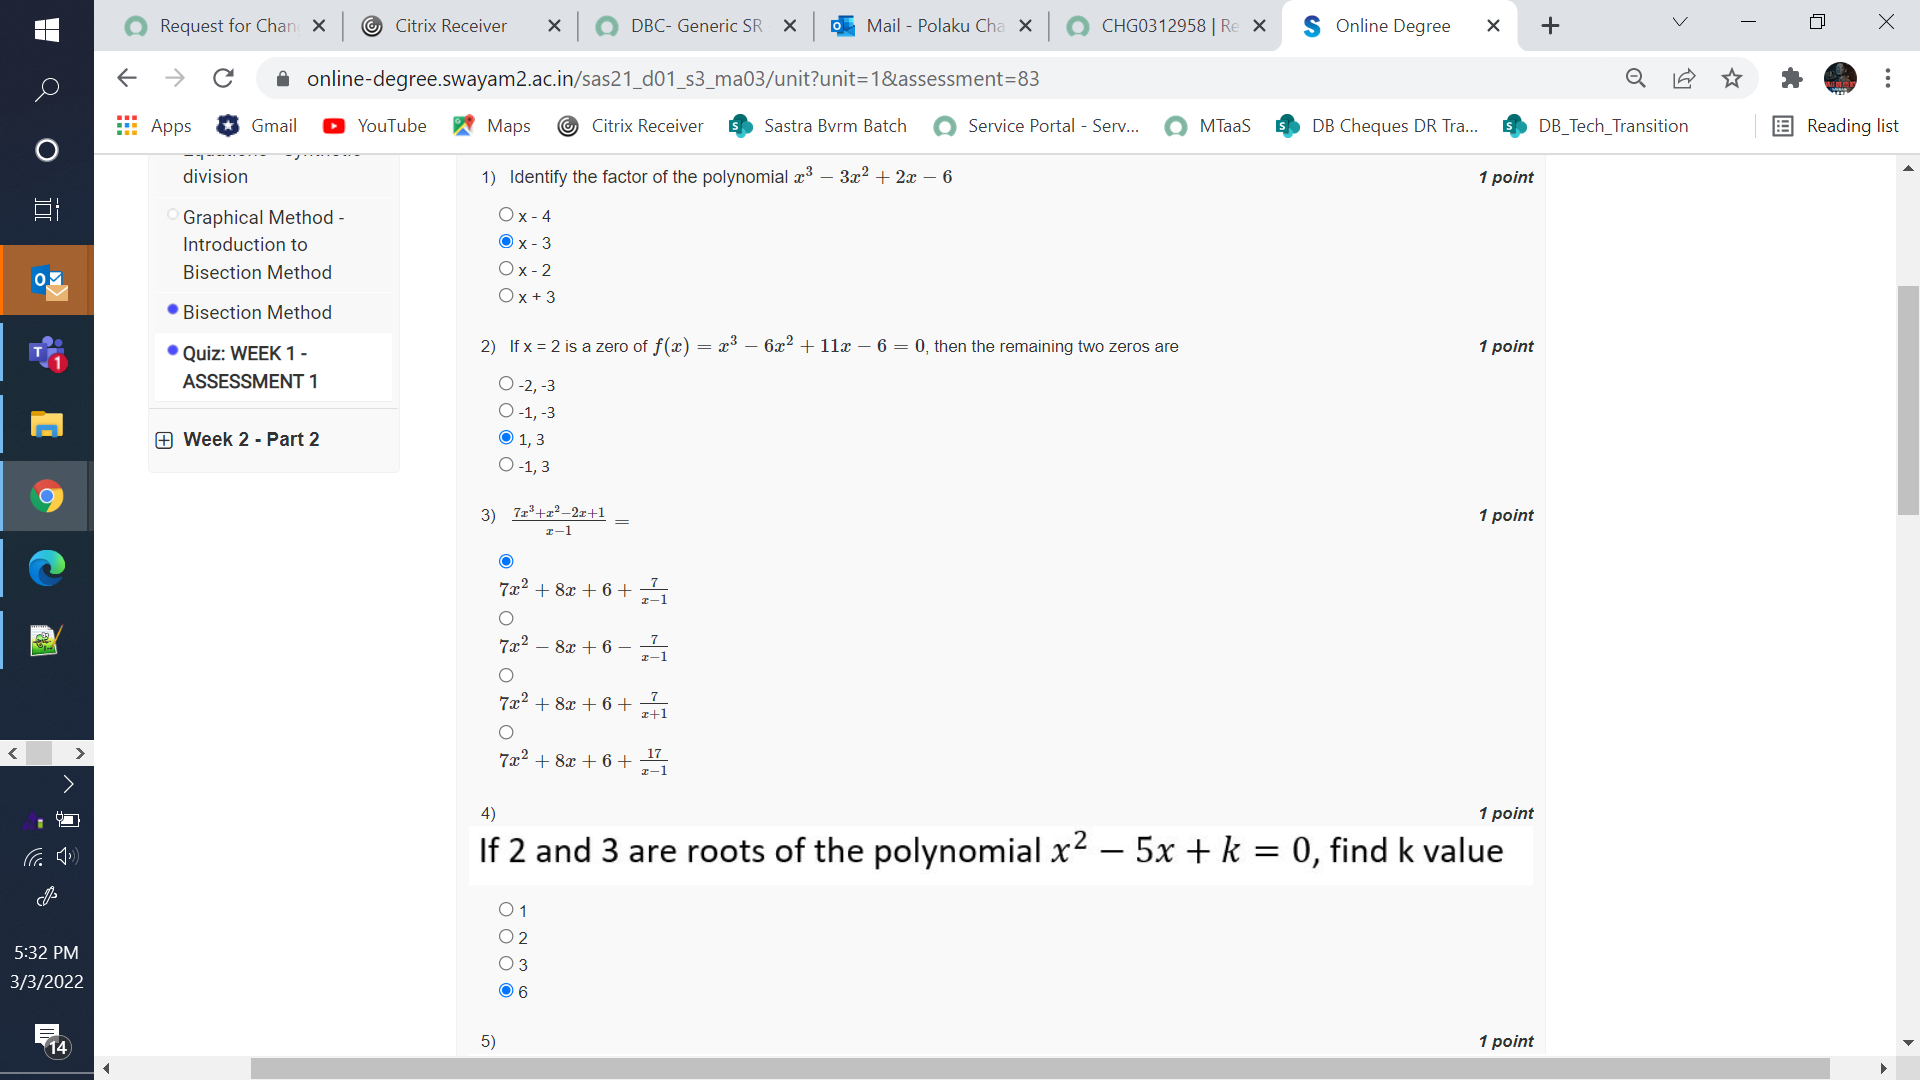 Request for Chan
Citrix Receiver
DBC- Generic SR
Mail - Polaku Cha
CHG0312958 | Re
Online Degree
online-degree.swayam2.ac.in/sas21_d01_s3_ma03/unit?unit=1&assessment=83
Apps
Gmail
YouTube
Maps
Citrix Receiver
Sastra Bvrm Batch
Service Portal - Serv...
MTaaS
DB Cheques DR Tra...
DB_Tech_Transition
Reading list
division
Graphical Method -
Introduction to
Bisection Method
Bisection Method
Quiz: WEEK 1 -
ASSESSMENT 1
Week 2 - Part 2
1) Identify the factor of the polynomial x³ − 3x² + 2x − 6 1 point
x - 4
x - 3
x - 2
x + 3
2) If x = 2 is a zero of f(x) = x³ − 6x² + 11x − 6 = 0, then the remaining two zeros are 1 point
-2, -3
-1, -3
1, 3
-1, 3
3) (7x³+x²−2x+1)/(x−1) = 1 point
7x² + 8x + 6 + 7/(x−1)
7x² − 8x + 6 − 7/(x−1)
7x² + 8x + 6 + 7/(x+1)
7x² + 8x + 6 + 17/(x−1)
4) 1 point
If 2 and 3 are roots of the polynomial x² − 5x + k = 0, find k value
1
2
3
6
5) 1 point
T 1
5:32 PM
3/3/2022
14